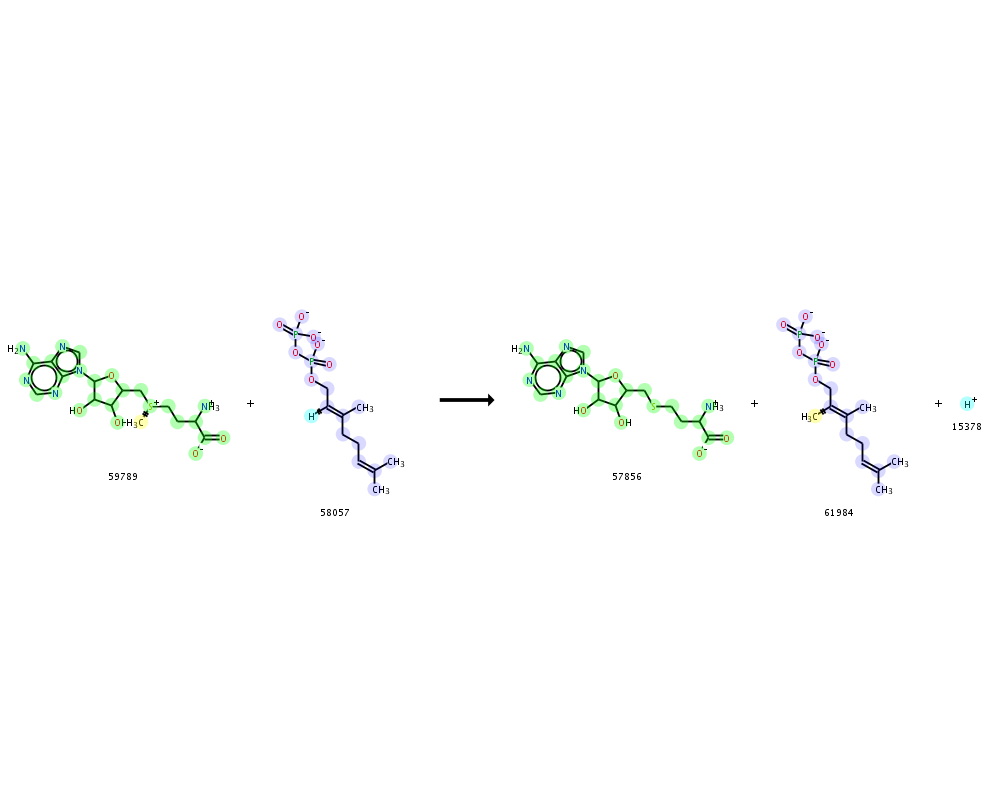 O O⁻
P O⁻
O O⁻
P O
O
H₂N N N N N O S⁺ NH₃⁺ HO OH H₃C O⁻ O
H CH₃
CH₃
CH₃
+
H₂N N N N N O S NH₃⁺ HO OH O⁻ O
+
O O⁻
P O⁻
O O⁻
P O
O
H₃C CH₃
CH₃
CH₃
+
H⁺
59789
58057
57856
61984
15378